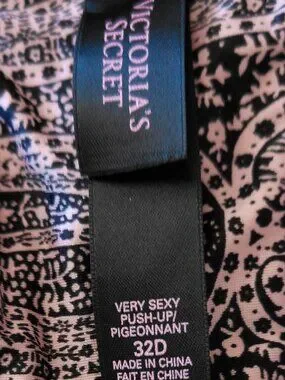 VICTORIA'S
SECRET
VERY SEXY
PUSH-UP/
PIGEONNANT
32D
MADE IN CHINA
FAIT EN CHINE